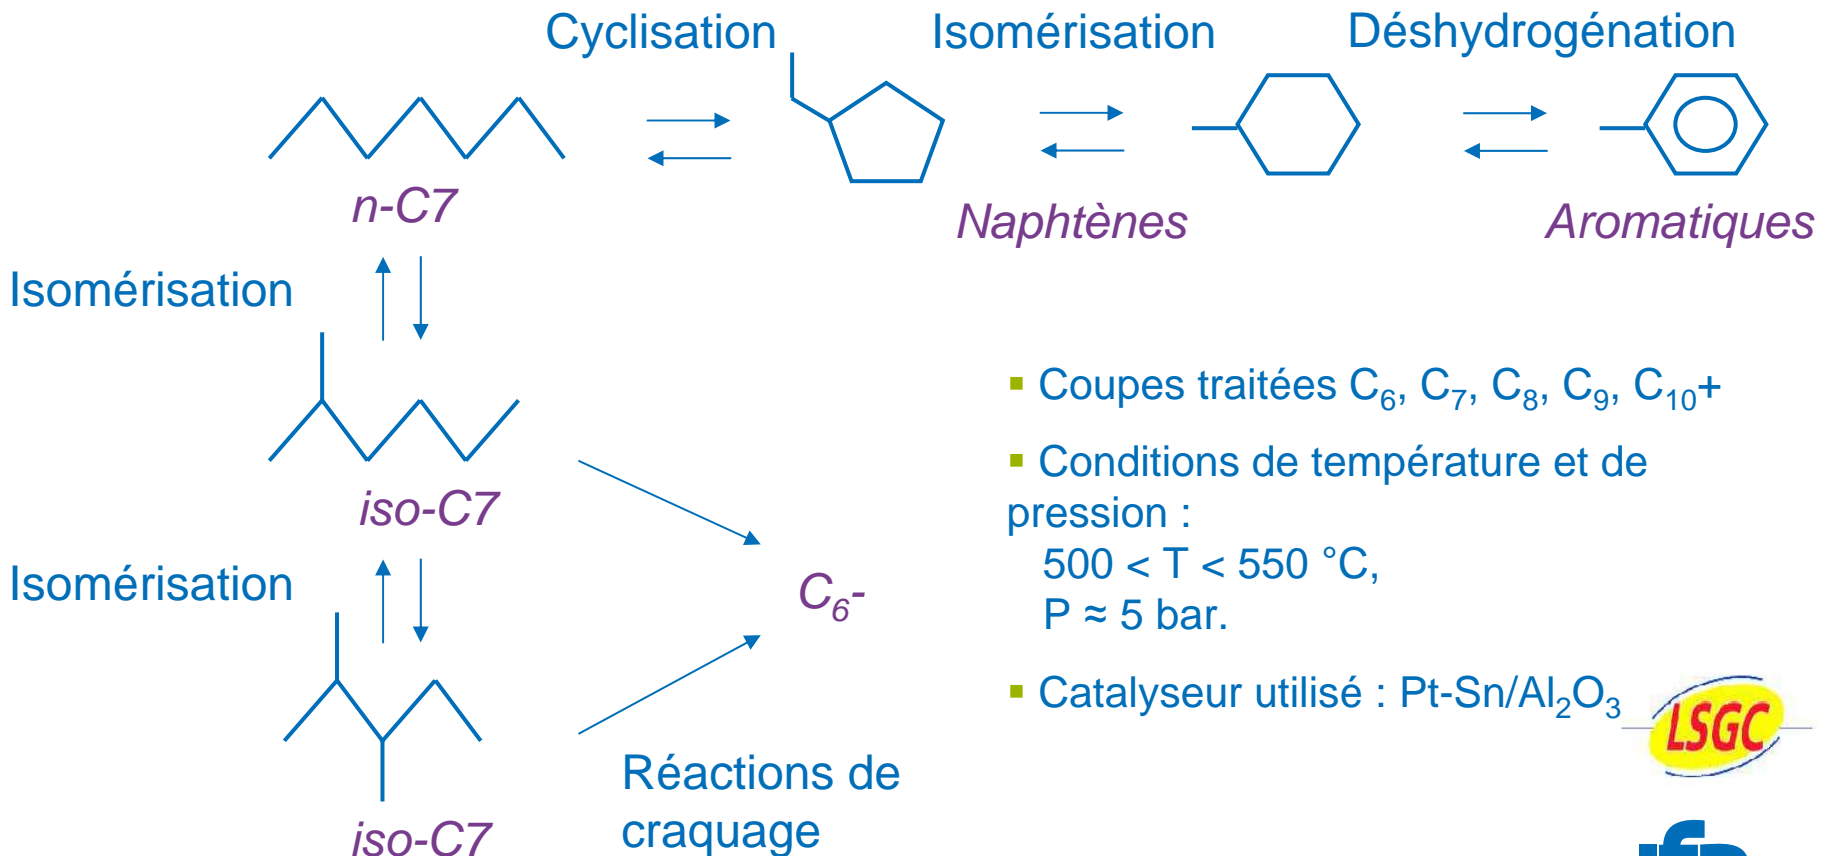 Cyclisation
Isomérisation
Déshydrogénation
n-C7
Naphtènes
Aromatiques
Isomérisation
iso-C7
Isomérisation
C₆-
iso-C7
Réactions de
craquage
▪ Coupes traitées C₆, C₇, C₈, C₉, C₁₀+
▪ Conditions de température et de
pression :
500 < T < 550 °C,
P ≈ 5 bar.
▪ Catalyseur utilisé : Pt-Sn/Al₂O₃
LSGC